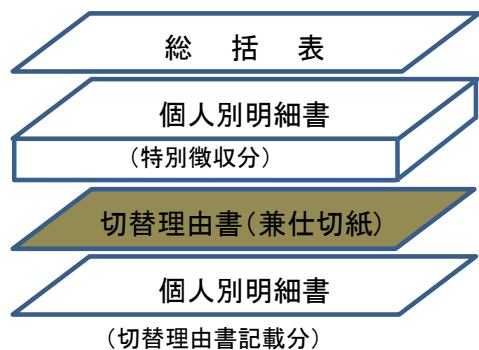 総 括 表
個人別明細書
（特別徴収分）
切替理由書（兼仕切紙）
個人別明細書
（切替理由書記載分）